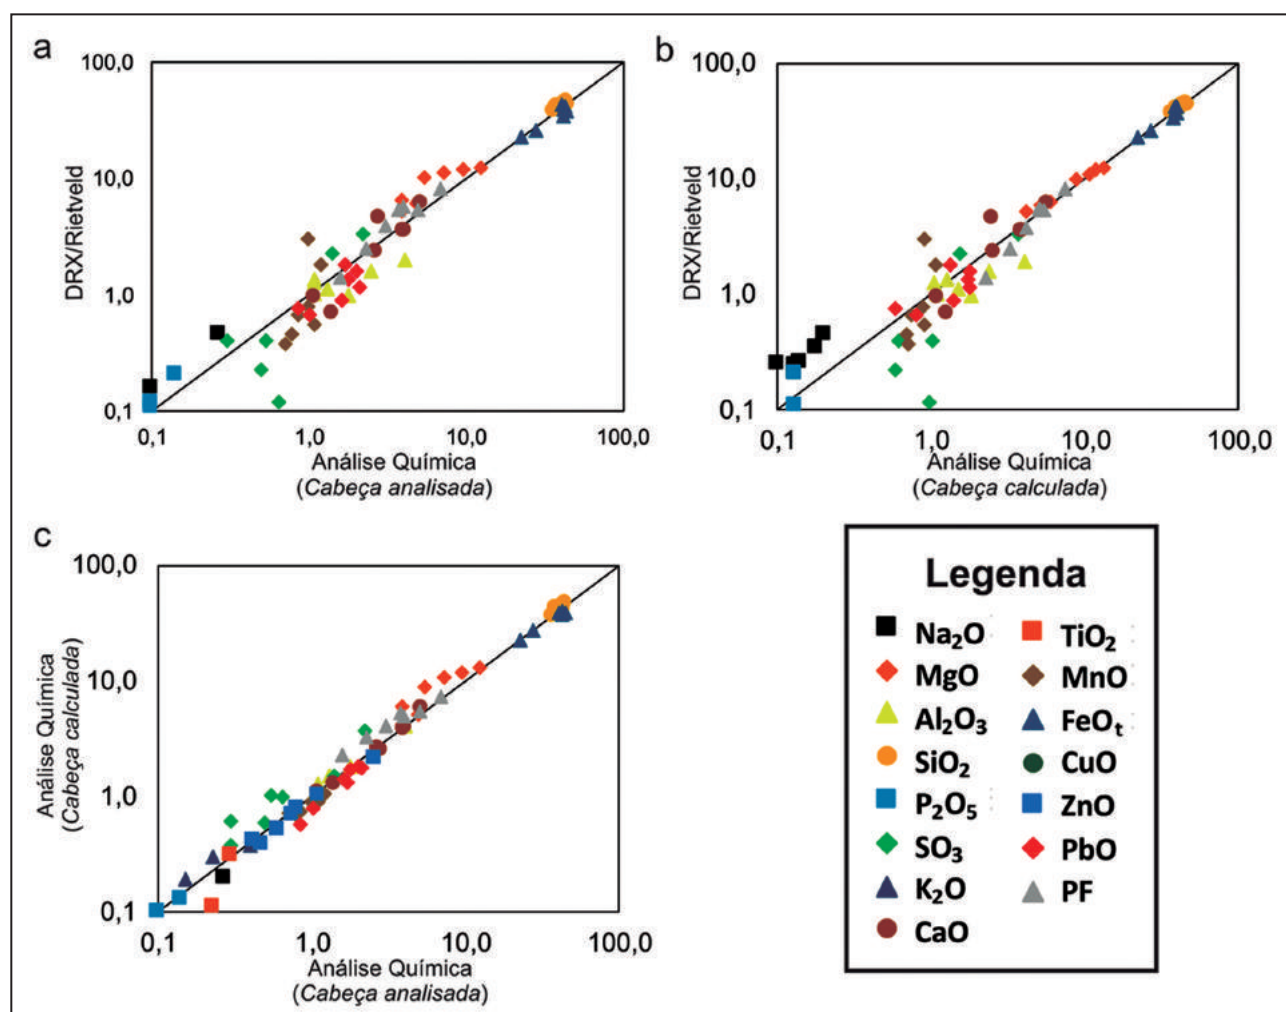 a
100,0
10,0
1,0
0,1
DRX/Rietveld
0,1 1,0 10,0 100,0
Análise Química
(Cabeça analisada)
b
100,0
10,0
1,0
0,1
DRX/Rietveld
0,1 1,0 10,0 100,0
Análise Química
(Cabeça calculada)
c
100,0
10,0
1,0
0,1
Análise Química
(Cabeça calculada)
0,1 1,0 10,0 100,0
Análise Química
(Cabeça analisada)
Legenda
Na₂O TiO₂
MgO MnO
Al₂O₃ FeOₜ
SiO₂ CuO
P₂O₅ ZnO
SO₃ PbO
K₂O PF
CaO